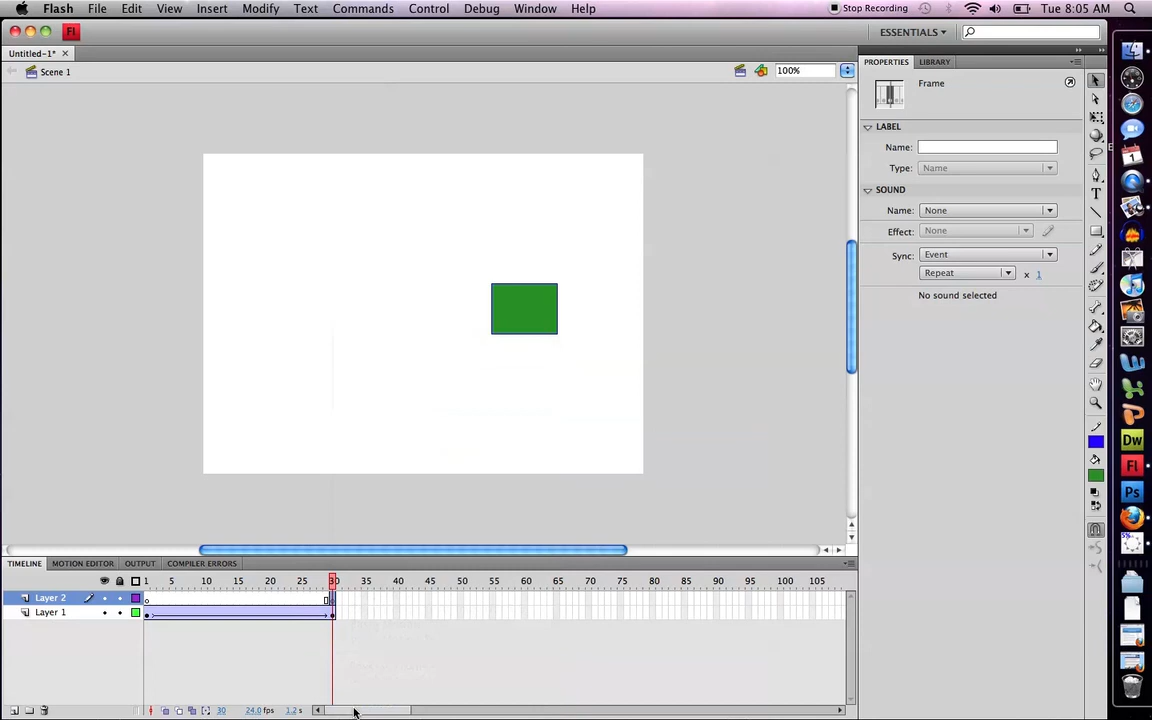 Flash File Edit View Insert Modify Text Commands Control Debug Window Help Stop Recording Tue 8:05 AM
Fl ESSENTIALS
Untitled-1*
Scene 1 100%
PROPERTIES LIBRARY
Frame
LABEL
Name:
Type: Name
SOUND
Name: None
Effect: None
Sync: Event
Repeat x 1
No sound selected
T
Dw
Fl
Ps
TIMELINE MOTION EDITOR OUTPUT COMPILER ERRORS
1 5 10 15 20 25 30 35 40 45 50 55 60 65 70 75 80 85 90 95 100 105
Layer 2
Layer 1
30 24.0 fps 1.2 s